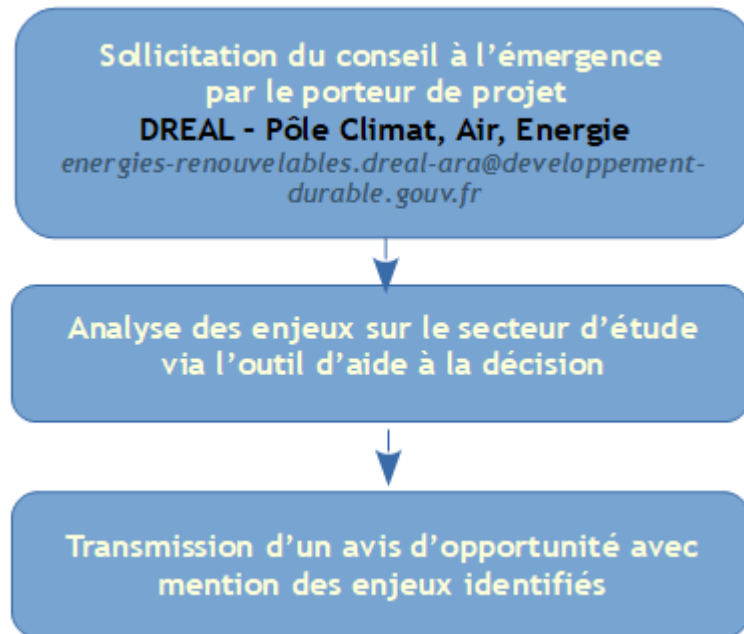 Sollicitation du conseil à l’émergence
par le porteur de projet
DREAL – Pôle Climat, Air, Energie
energies-renouvelables.dreal-ara@developpement-
durable.gouv.fr
Analyse des enjeux sur le secteur d’étude
via l’outil d’aide à la décision
Transmission d’un avis d’opportunité avec
mention des enjeux identifiés